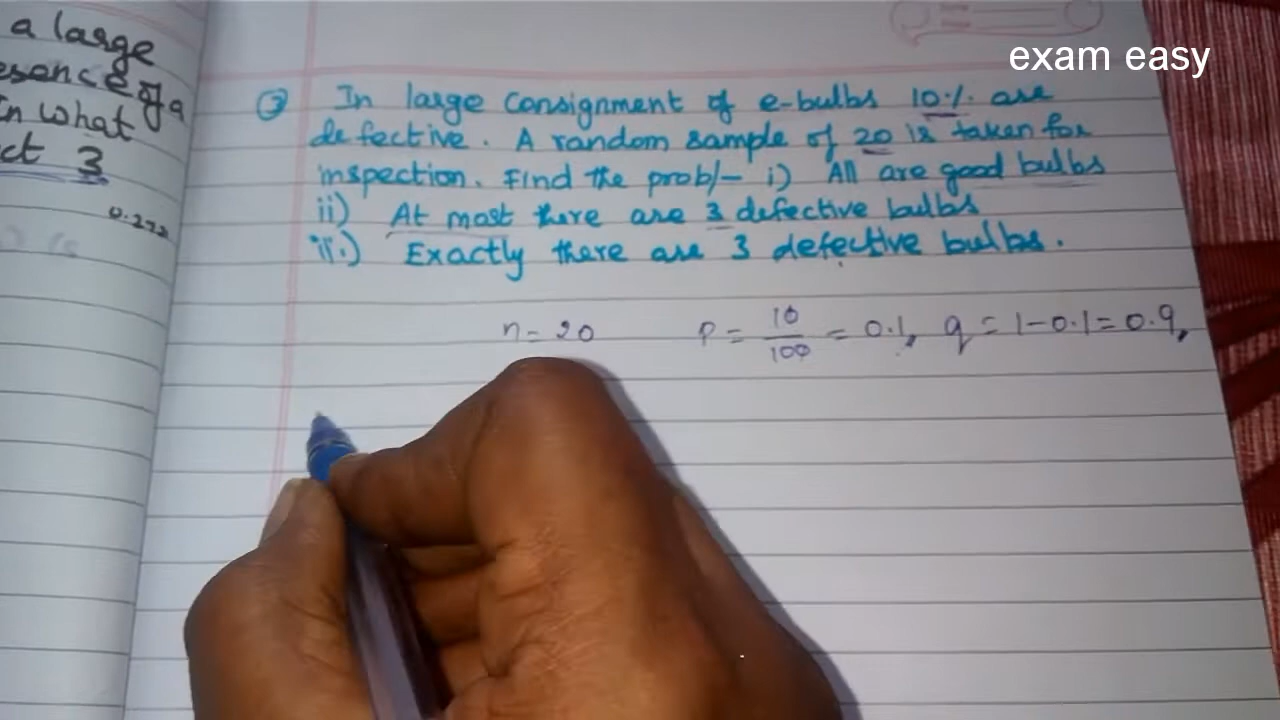 a large
esence of a
In what
ct 3
0.272
exam easy
③ In large consignment of e-bulbs 10%. are
defective. A random sample of 20 is taken for
inspection. Find the prob/- i) All are good bulbs
ii) At most there are 3 defective bulbs
iii.) Exactly there are 3 defective bulbs.
n = 20 P = 10/100 = 0.1, q = 1-0.1 = 0.9,